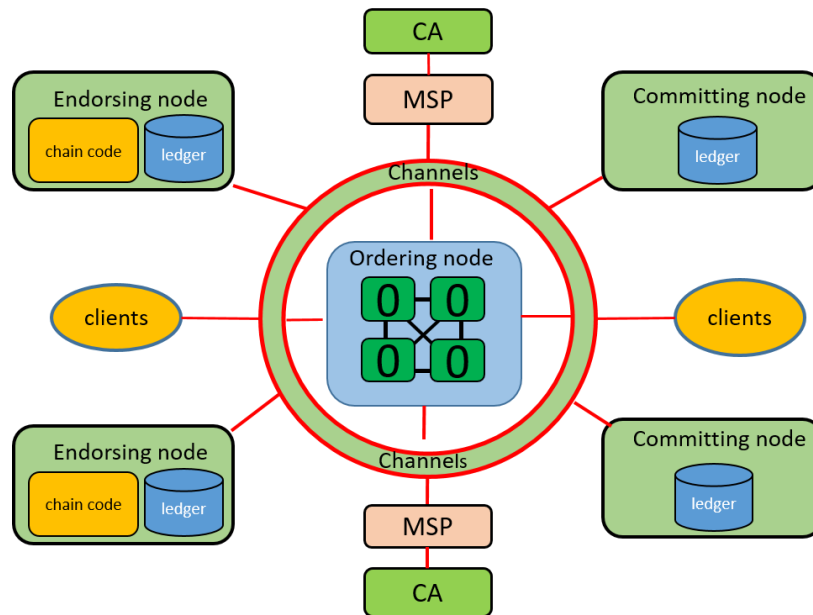 CA
MSP
Endorsing node
chain code
ledger
Committing node
ledger
Channels
Ordering node
0 0
0 0
clients
clients
Channels
Endorsing node
chain code
ledger
Committing node
ledger
MSP
CA